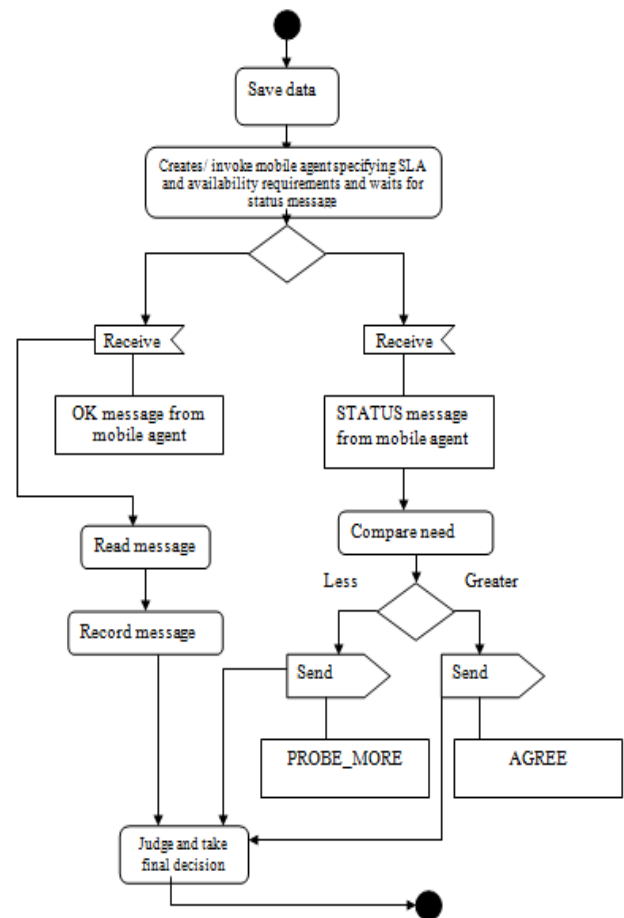 Save data
Creates/ invoke mobile agent specifying SLA
and availability requirements and waits for
status message
Receive
Receive
OK message from
mobile agent
STATUS message
from mobile agent
Compare need
Read message
Less
Greater
Record message
Send
Send
PROBE_MORE
AGREE
Judge and take
final decision